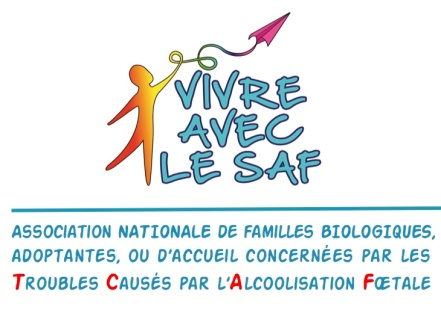 VIVRE
AVEC
LE SAF
ASSOCIATION NATIONALE DE FAMILLES BIOLOGIQUES,
ADOPTANTES, OU D'ACCUEIL CONCERNÉES PAR LES
TROUBLES CAUSÉS PAR L'ALCOOLISATION FŒTALE